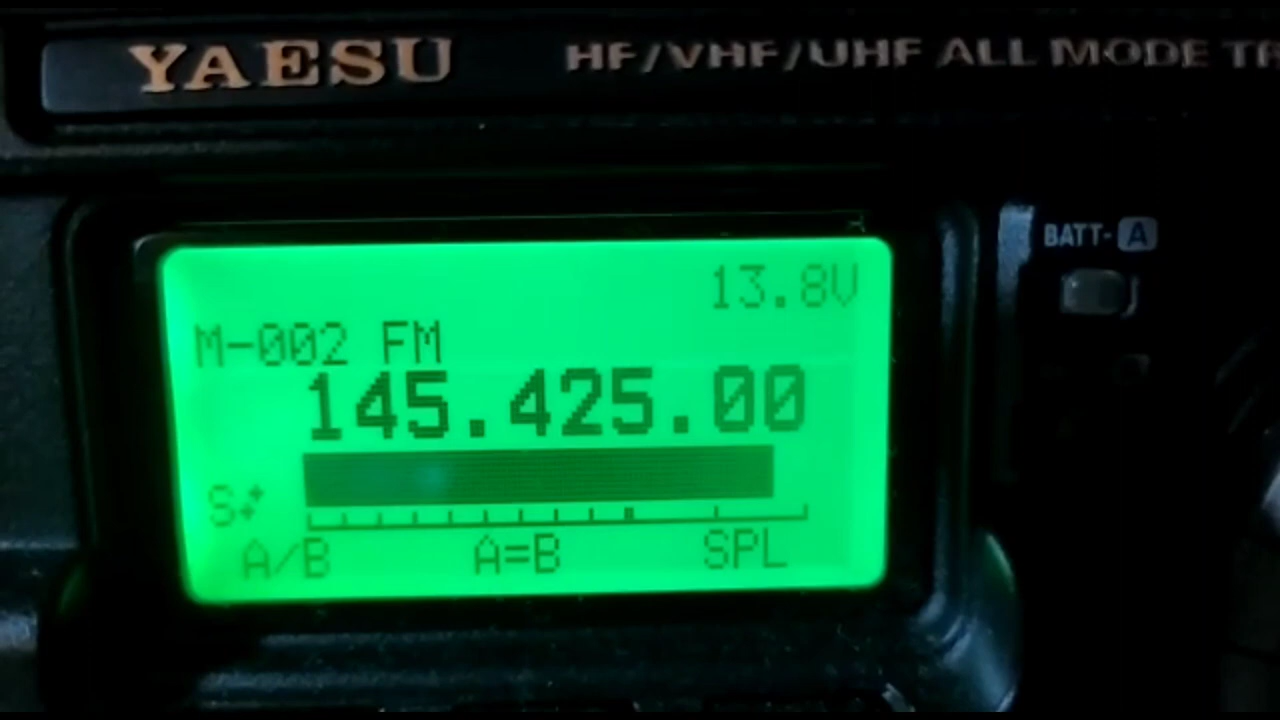 YAESU HF/VHF/UHF ALL MODE TR
BATT-A
13.8V
M-002 FM
145.425.00
S
A/B A=B SPL